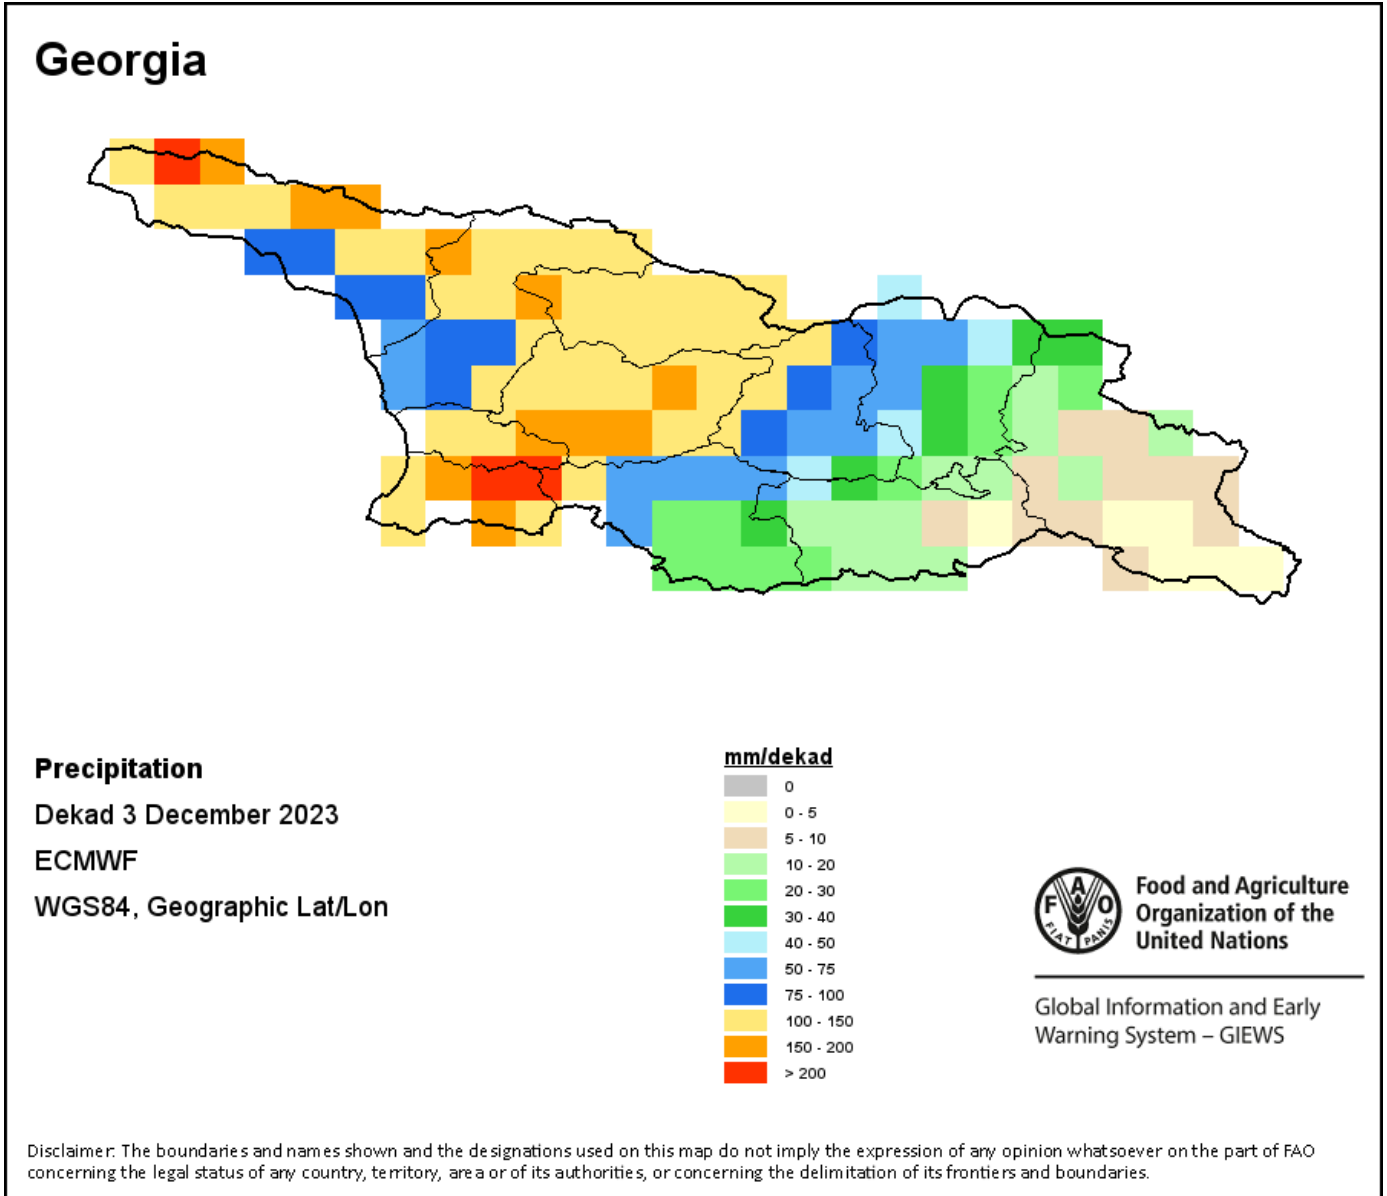 Georgia
Precipitation
Dekad 3 December 2023
ECMWF
WGS84, Geographic Lat/Lon
mm/dekad
0
0 - 5
5 - 10
10 - 20
20 - 30
30 - 40
40 - 50
50 - 75
75 - 100
100 - 150
150 - 200
> 200
F A O
FIAT PANIS
Food and Agriculture
Organization of the
United Nations
Global Information and Early
Warning System – GIEWS
Disclaimer: The boundaries and names shown and the designations used on this map do not imply the expression of any opinion whatsoever on the part of FAO
concerning the legal status of any country, territory, area or of its authorities, or concerning the delimitation of its frontiers and boundaries.